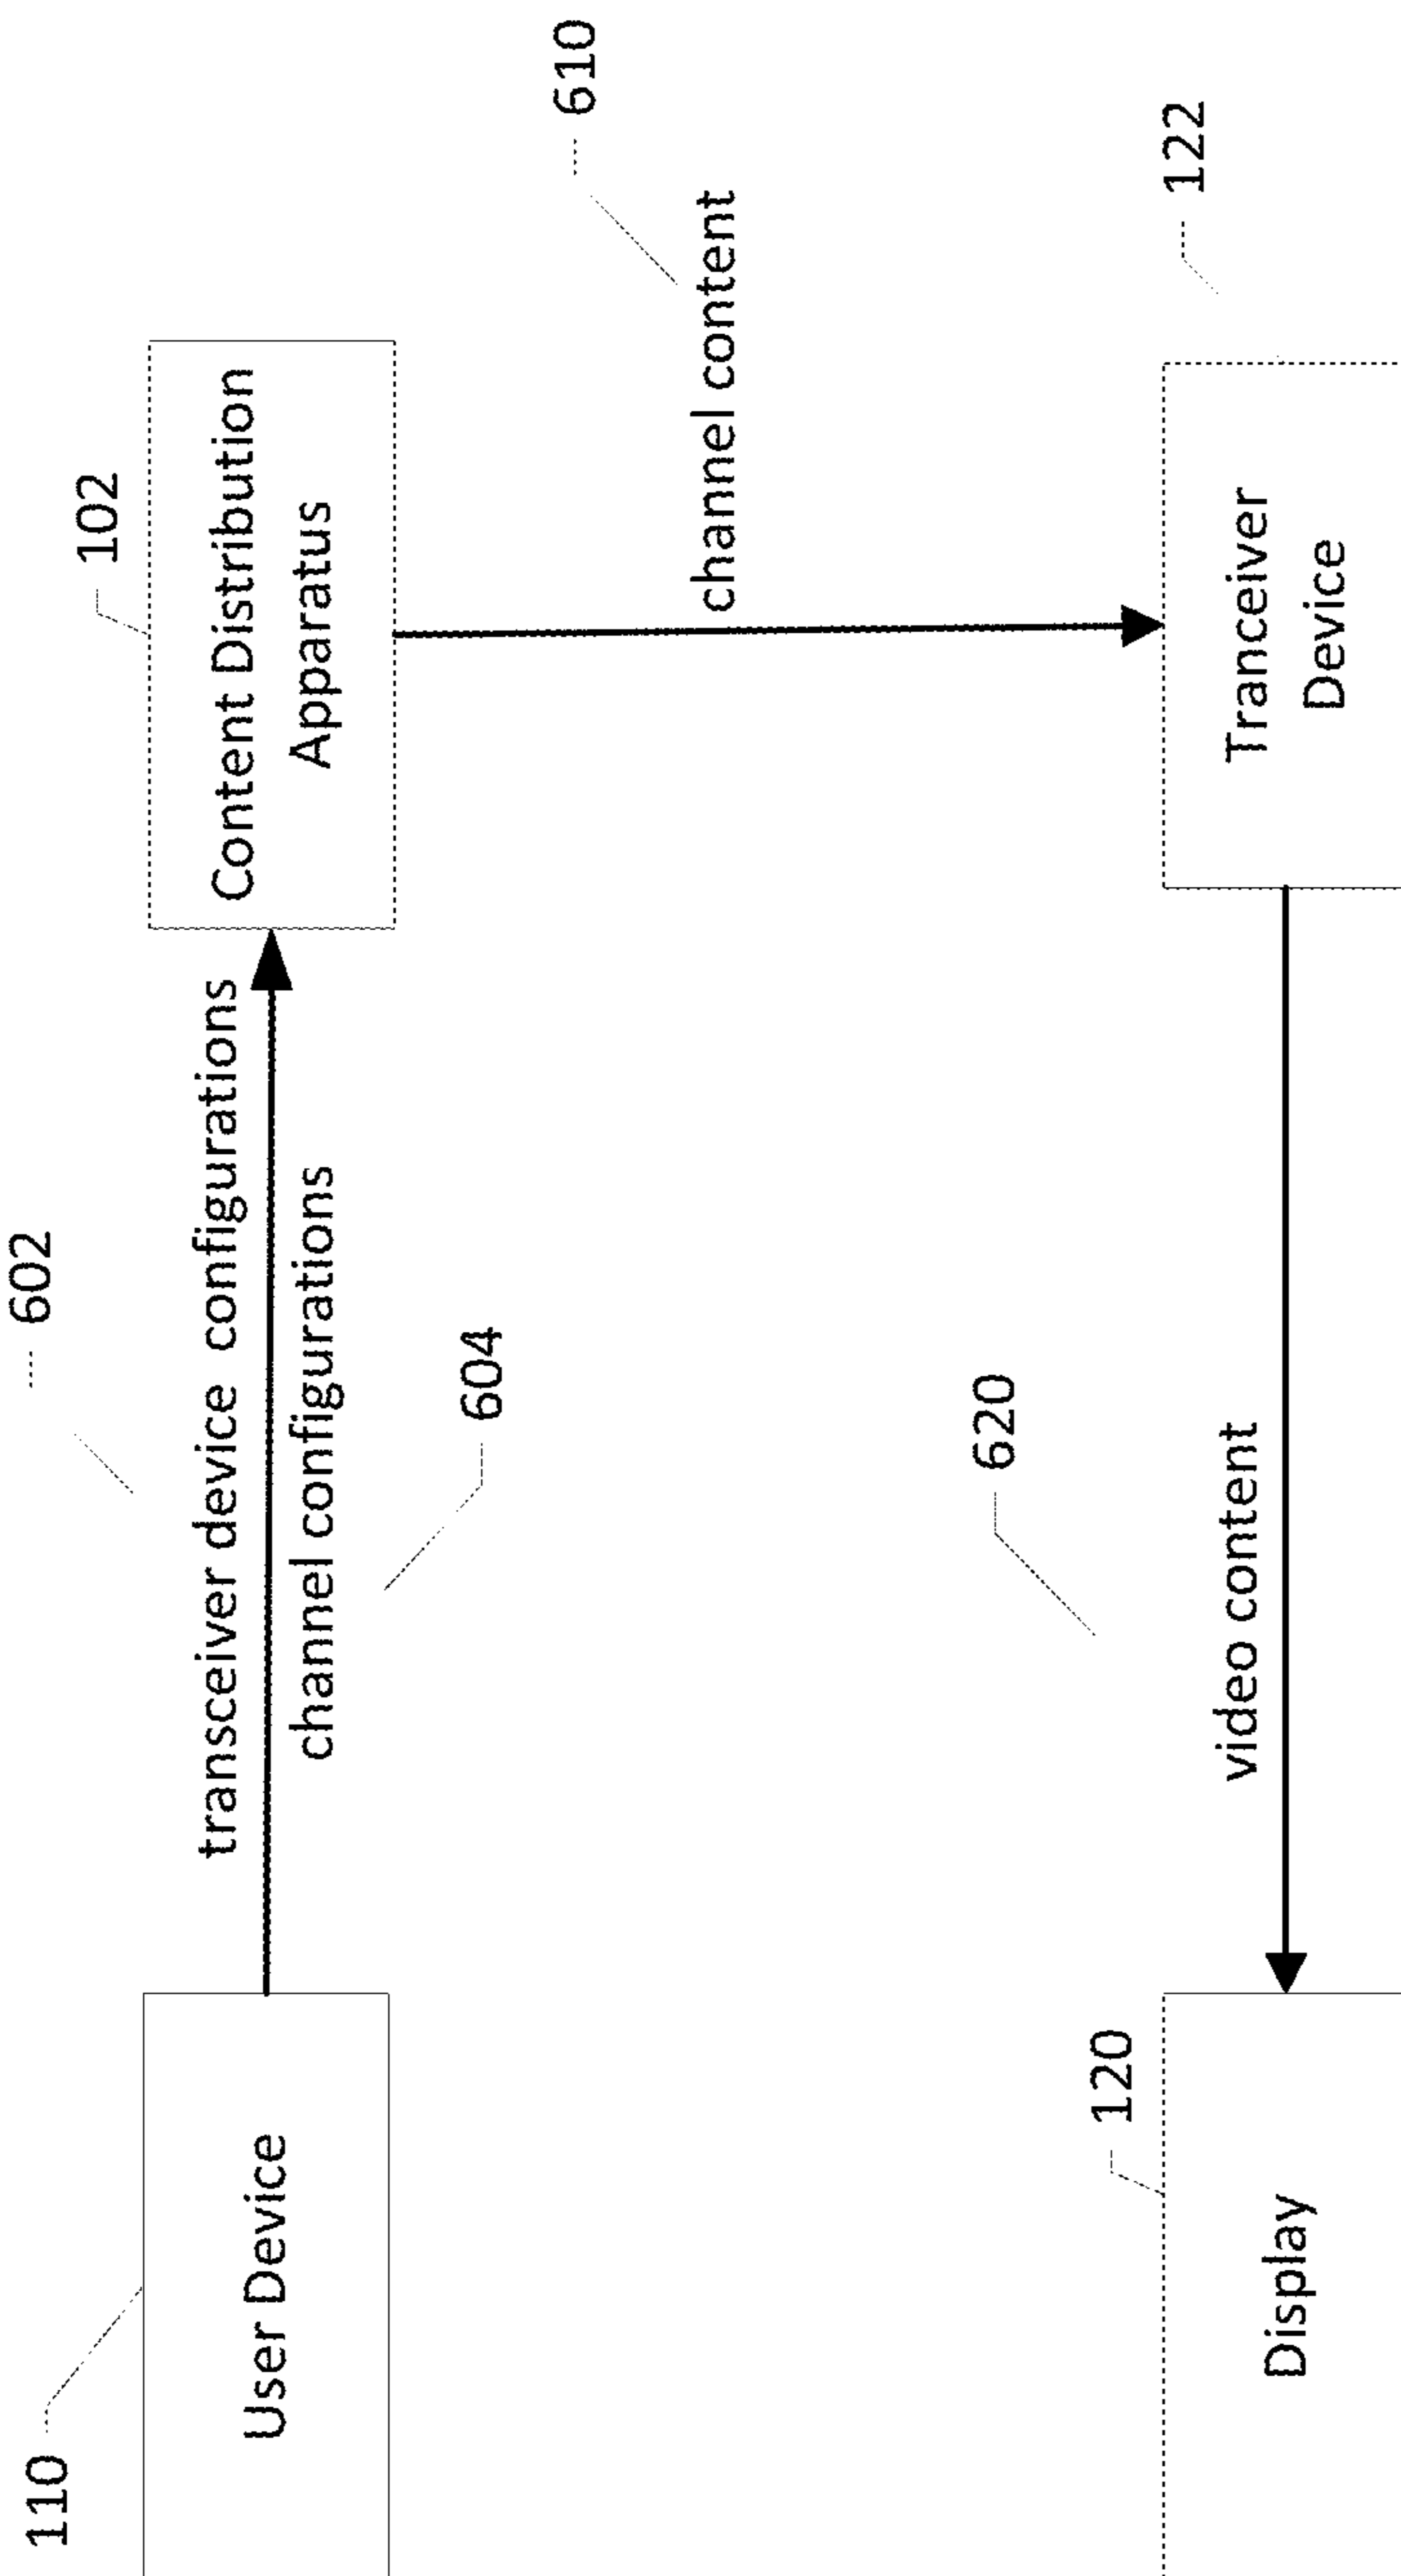 110
602
102
User Device
transceiver device configurations
channel configurations
Content Distribution
Apparatus
604
610
channel content
620
120
122
Display
video content
Tranceiver
Device